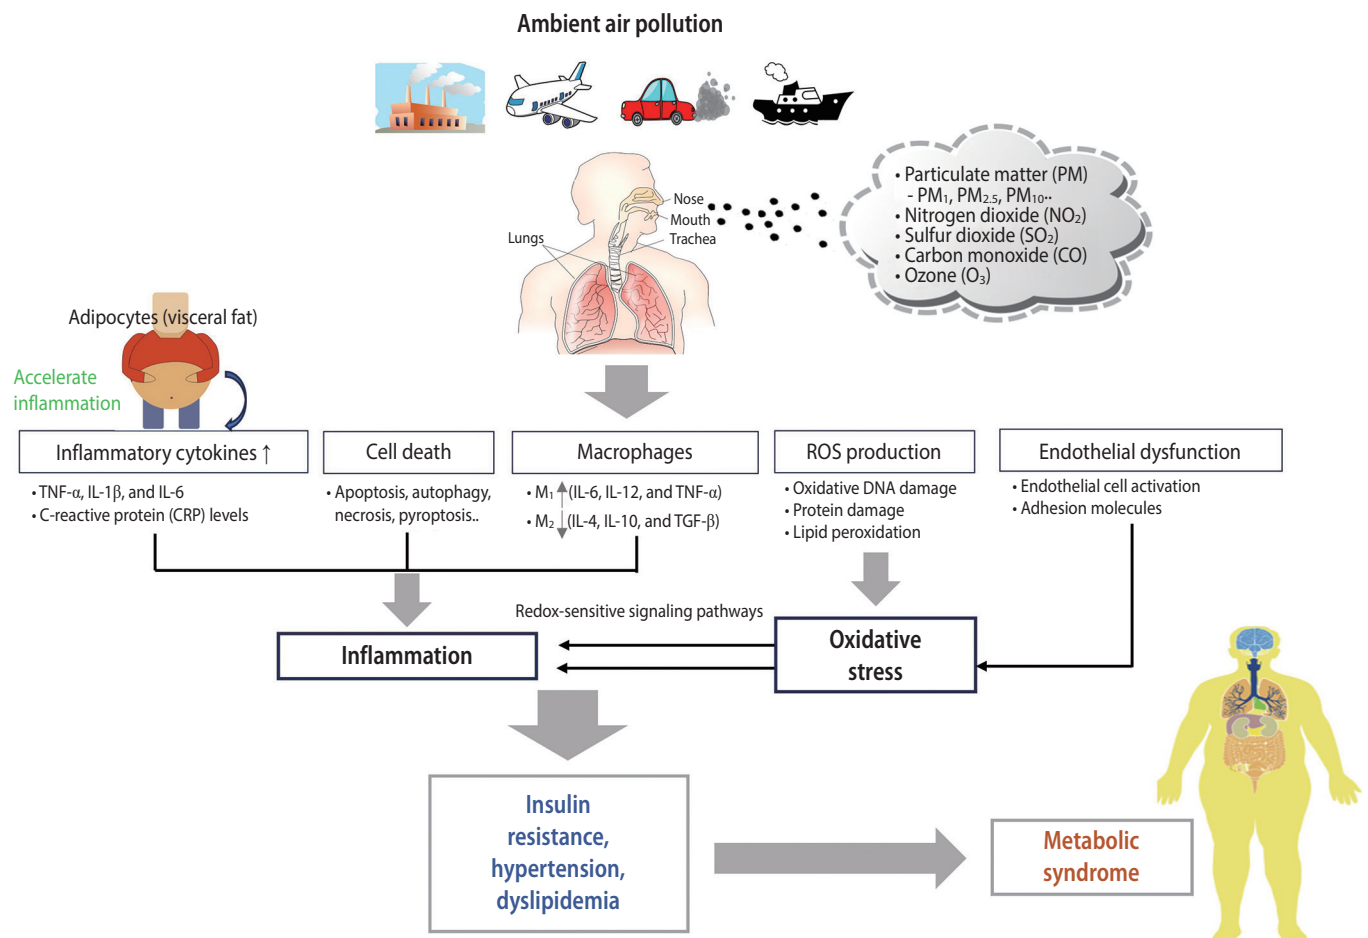 Ambient air pollution
• Particulate matter (PM)
- PM₁, PM₂.₅, PM₁₀..
• Nitrogen dioxide (NO₂)
• Sulfur dioxide (SO₂)
• Carbon monoxide (CO)
• Ozone (O₃)
Nose
Mouth
Trachea
Lungs
Adipocytes (visceral fat)
Accelerate
inflammation
Inflammatory cytokines ↑
• TNF-α, IL-1β, and IL-6
• C-reactive protein (CRP) levels
Cell death
• Apoptosis, autophagy,
necrosis, pyroptosis..
Macrophages
• M₁ ↑ (IL-6, IL-12, and TNF-α)
• M₂ ↓ (IL-4, IL-10, and TGF-β)
ROS production
• Oxidative DNA damage
• Protein damage
• Lipid peroxidation
Endothelial dysfunction
• Endothelial cell activation
• Adhesion molecules
Redox-sensitive signaling pathways
Inflammation
Oxidative
stress
Insulin
resistance,
hypertension,
dyslipidemia
Metabolic
syndrome